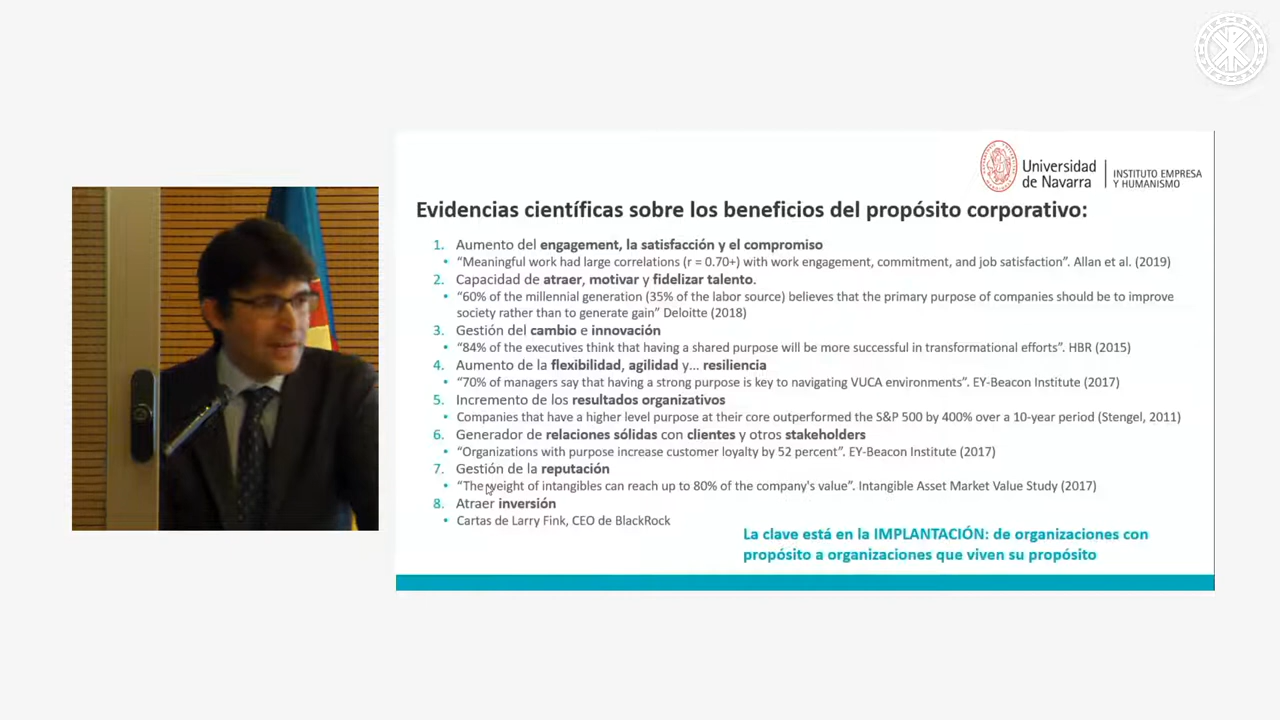 Universidad
de Navarra
INSTITUTO EMPRESA
Y HUMANISMO
Evidencias científicas sobre los beneficios del propósito corporativo:
1. Aumento del engagement, la satisfacción y el compromiso
• “Meaningful work had large correlations (r = 0.70+) with work engagement, commitment, and job satisfaction”. Allan et al. (2019)
2. Capacidad de atraer, motivar y fidelizar talento.
• “60% of the millennial generation (35% of the labor source) believes that the primary purpose of companies should be to improve
society rather than to generate gain” Deloitte (2018)
3. Gestión del cambio e innovación
• “84% of the executives think that having a shared purpose will be more successful in transformational efforts”. HBR (2015)
4. Aumento de la flexibilidad, agilidad y... resiliencia
• “70% of managers say that having a strong purpose is key to navigating VUCA environments”. EY-Beacon Institute (2017)
5. Incremento de los resultados organizativos
• Companies that have a higher level purpose at their core outperformed the S&P 500 by 400% over a 10-year period (Stengel, 2011)
6. Generador de relaciones sólidas con clientes y otros stakeholders
• “Organizations with purpose increase customer loyalty by 52 percent”. EY-Beacon Institute (2017)
7. Gestión de la reputación
• “The weight of intangibles can reach up to 80% of the company's value”. Intangible Asset Market Value Study (2017)
8. Atraer inversión
• Cartas de Larry Fink, CEO de BlackRock
La clave está en la IMPLANTACIÓN: de organizaciones con
propósito a organizaciones que viven su propósito